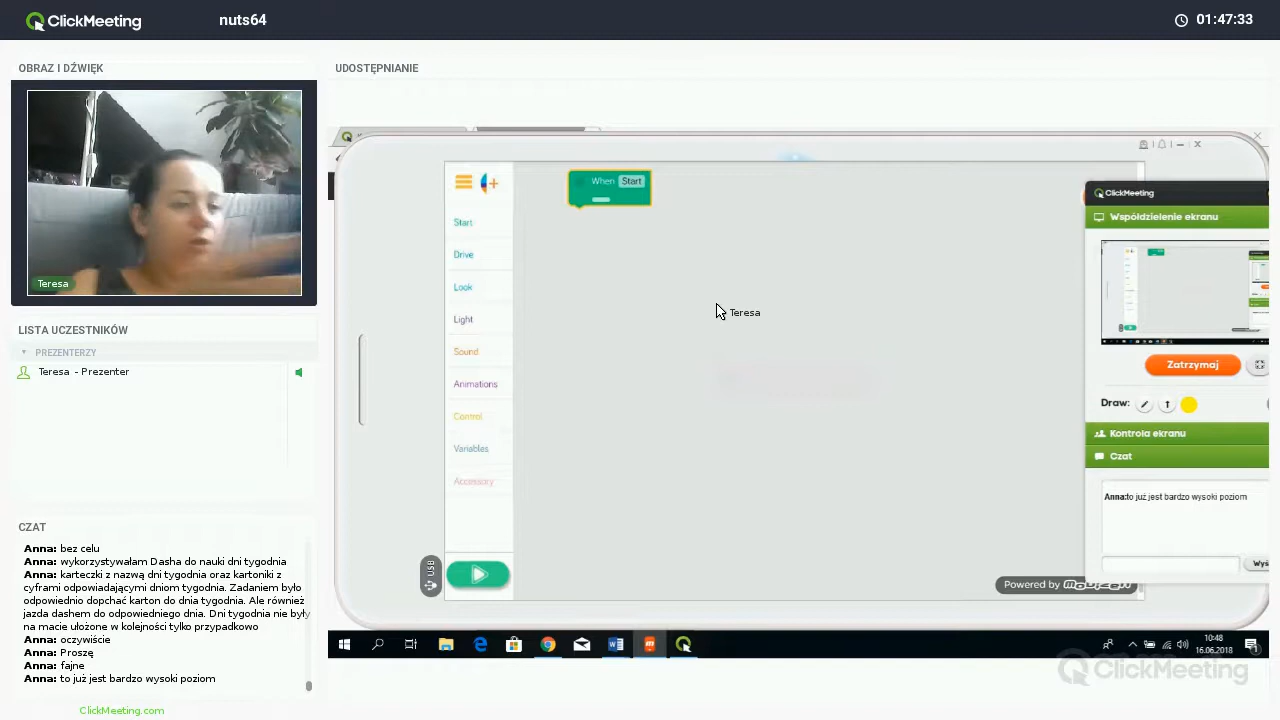 ClickMeeting
nuts64
01:47:33
OBRAZ I DŹWIĘK
UDOSTĘPNIANIE
Teresa
LISTA UCZESTNIKÓW
PREZENTERZY
Teresa - Prezenter
CZAT
Anna: bez celu
Anna: wykorzystywałam Dasha do nauki dni tygodnia
Anna: karteczki z nazwą dni tygodnia oraz kartoniki z
cyframi odpowiadającymi dniom tygodnia. Zadaniem było
odpowiednio dopchać karton do dnia tygodnia. Ale również
jazda dashem do odpowiedniego dnia. Dni tygodnia nie były
na macie ułożone w kolejności tylko przypadkowo
Anna: oczywiście
Anna: Proszę
Anna: fajne
Anna: to już jest bardzo wysoki poziom
ClickMeeting.com
When Start
Start
Drive
Look
Light
Sound
Animations
Control
Variables
Accessory
Teresa
USB
Powered by Mobizen
ClickMeeting
Współdzielenie ekranu
Zatrzymaj
Draw:
Kontrola ekranu
Czat
Anna:to już jest bardzo wysoki poziom
Wyś
10:48
16.06.2018
ClickMeeting